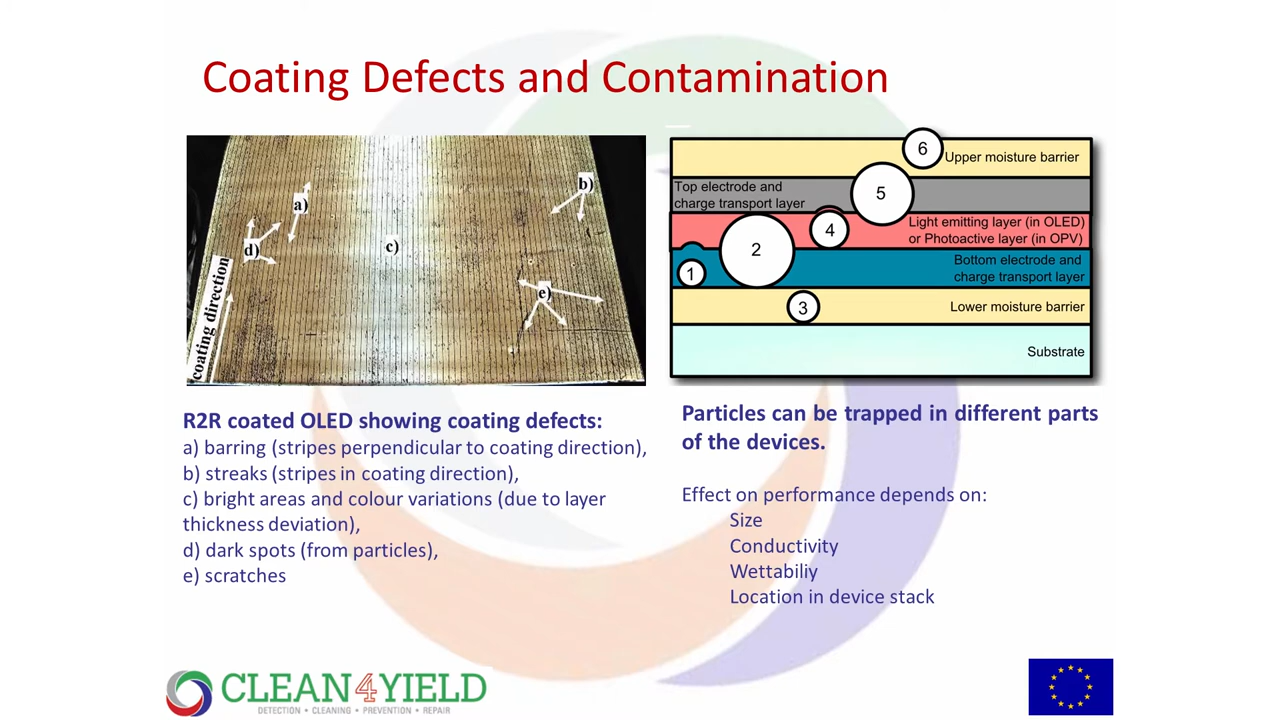 Coating Defects and Contamination
a)
b)
c)
d)
e)
coating direction
R2R coated OLED showing coating defects:
a) barring (stripes perpendicular to coating direction),
b) streaks (stripes in coating direction),
c) bright areas and colour variations (due to layer
thickness deviation),
d) dark spots (from particles),
e) scratches
6
Upper moisture barrier
Top electrode and
charge transport layer
5
Light emitting layer (in OLED)
or Photoactive layer (in OPV)
4
2
1
Bottom electrode and
charge transport layer
3
Lower moisture barrier
Substrate
Particles can be trapped in different parts
of the devices.
Effect on performance depends on:
Size
Conductivity
Wettabiliy
Location in device stack
CLEAN4YIELD
DETECTION • CLEANING • PREVENTION • REPAIR